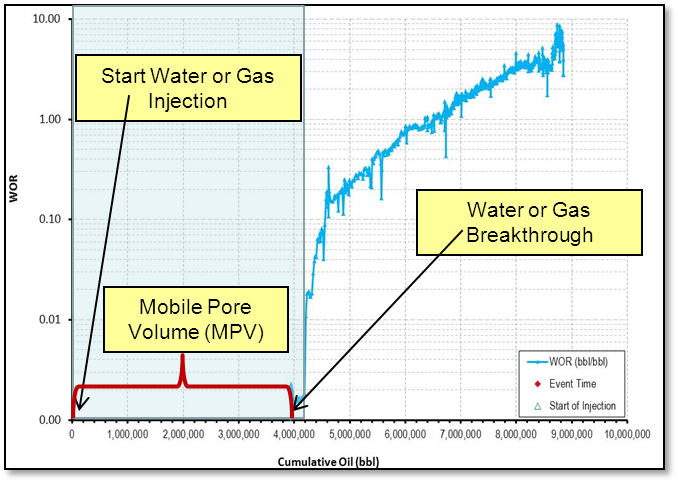 10.00
1.00
0.10
0.01
0.00
WOR
Start Water or Gas
Injection
Water or Gas
Breakthrough
Mobile Pore
Volume (MPV)
WOR (bbl/bbl)
Event Time
Start of Injection
0 1,000,000 2,000,000 3,000,000 4,000,000 5,000,000 6,000,000 7,000,000 8,000,000 9,000,000 10,000,000
Cumulative Oil (bbl)